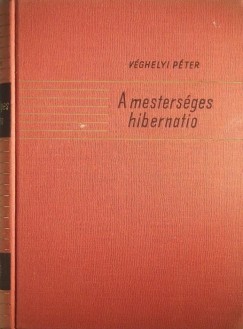 VÉGHELYI PÉTER
A mesterséges
hibernatio